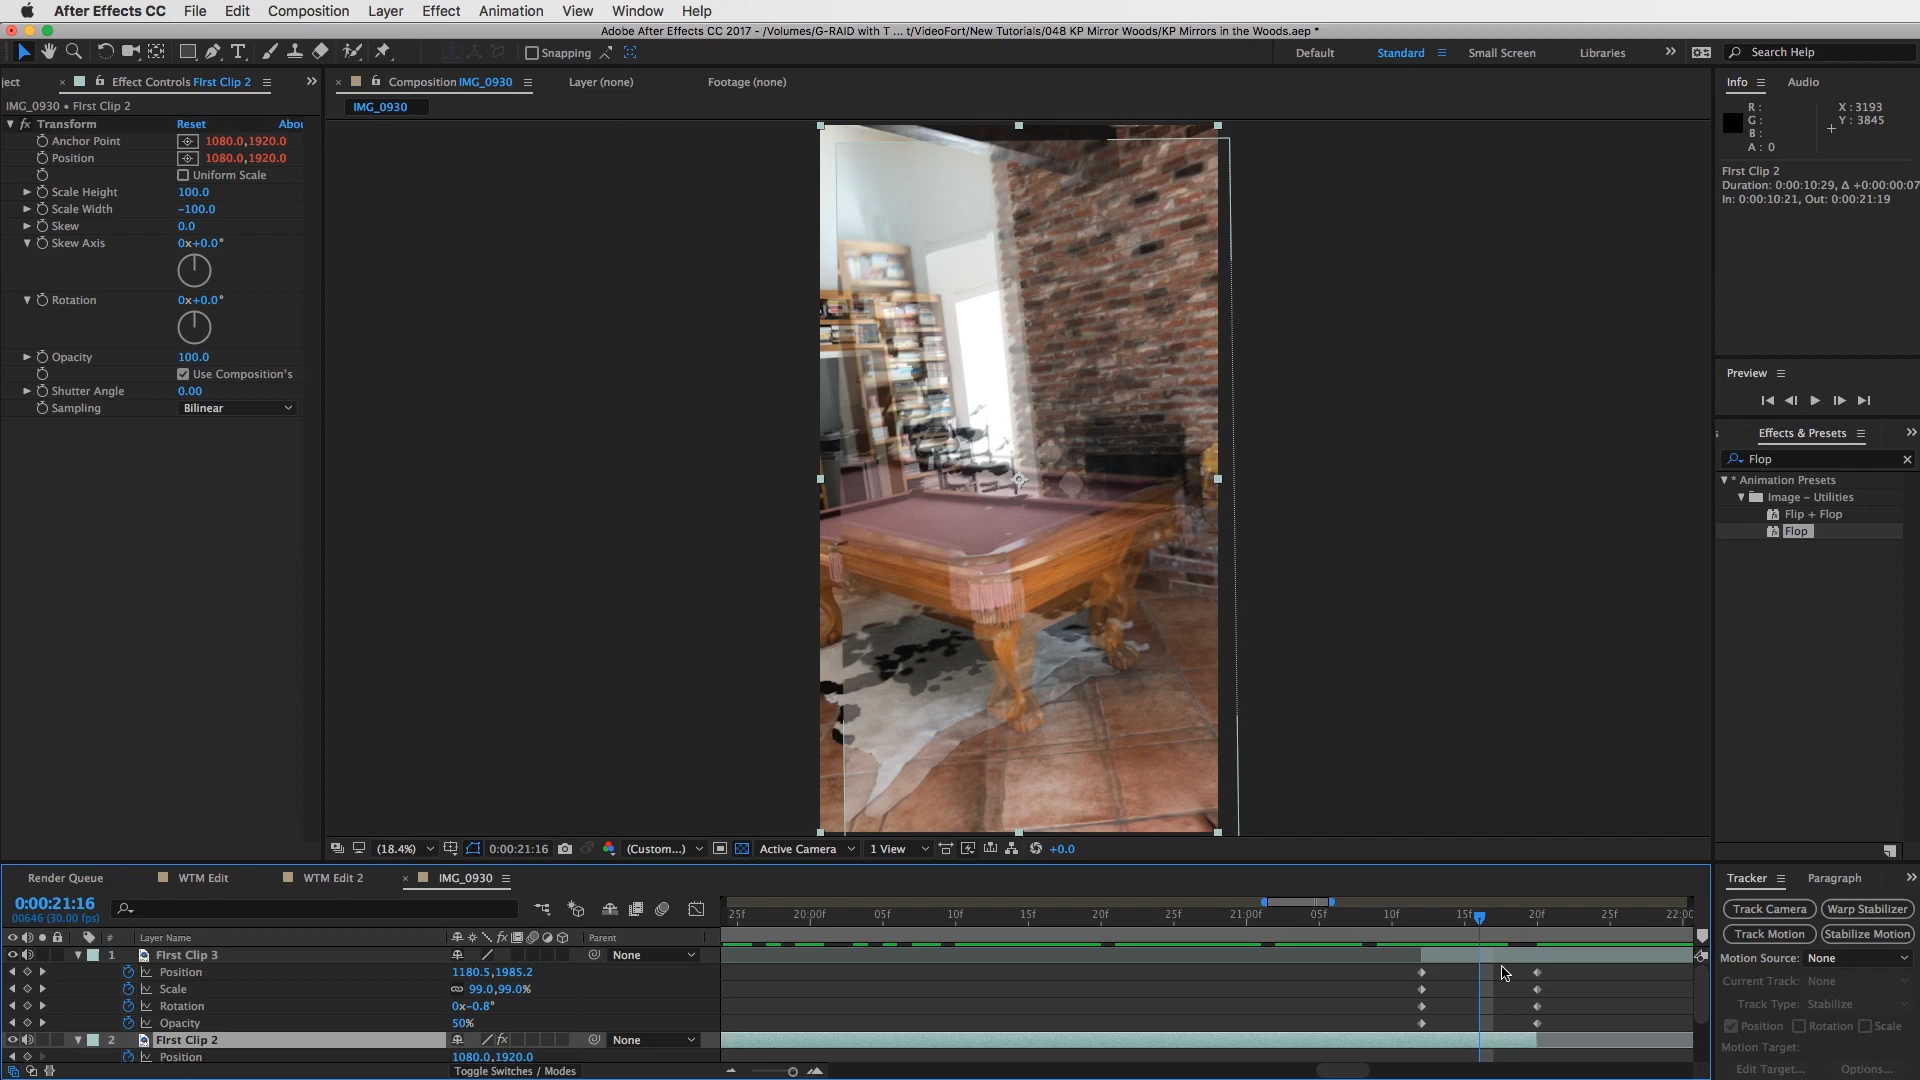 After Effects CC File Edit Composition Layer Effect Animation View Window Help
Adobe After Effects CC 2017 - /Volumes/G-RAID with T ... t/VideoFort/New Tutorials/048 KP Mirror Woods/KP Mirrors in the Woods.aep *
Snapping
Default Standard Small Screen Libraries Search Help
ject Effect Controls FIrst Clip 2
Composition IMG_0930 Layer (none) Footage (none)
IMG_0930 • FIrst Clip 2
IMG_0930
fx Transform Reset Abou
Anchor Point 1080.0,1920.0
Position 1080.0,1920.0
Uniform Scale
Scale Height 100.0
Scale Width -100.0
Skew 0.0
Skew Axis 0x+0.0°
Rotation 0x+0.0°
Opacity 100.0
Use Composition's
Shutter Angle 0.00
Sampling Bilinear
(18.4%) 0:00:21:16 (Custom...) Active Camera 1 View +0.0
Info Audio
R: X : 3193
G: Y : 3845
B:
A: 0
FIrst Clip 2
Duration: 0:00:10:29, Δ +0:00:00:07
In: 0:00:10:21, Out: 0:00:21:19
Preview
Effects & Presets
Flop
* Animation Presets
Image - Utilities
Flip + Flop
Flop
Render Queue WTM Edit WTM Edit 2 IMG_0930
0:00:21:16
00646 (30.00 fps)
25f 20:00f 05f 10f 15f 20f 25f 21:00f 05f 10f 15f 20f 25f 22:00
# Layer Name fx Parent
1 FIrst Clip 3 None
Position 1180.5,1985.2
Scale 99.0,99.0%
Rotation 0x-0.8°
Opacity 50%
2 FIrst Clip 2 fx None
Position 1080.0,1920.0
Toggle Switches / Modes
Tracker Paragraph
Track Camera Warp Stabilizer
Track Motion Stabilize Motion
Motion Source: None
Current Track: None
Track Type: Stabilize
Position Rotation Scale
Motion Target:
Edit Target... Options...